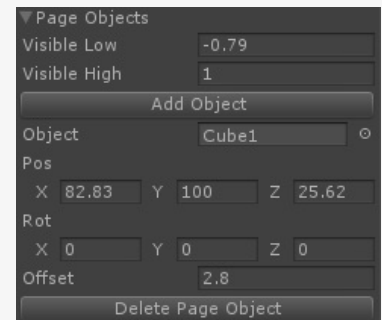 Page Objects
Visible Low -0.79
Visible High 1
Add Object
Object Cube1
Pos
X 82.83 Y 100 Z 25.62
Rot
X 0 Y 0 Z 0
Offset 2.8
Delete Page Object